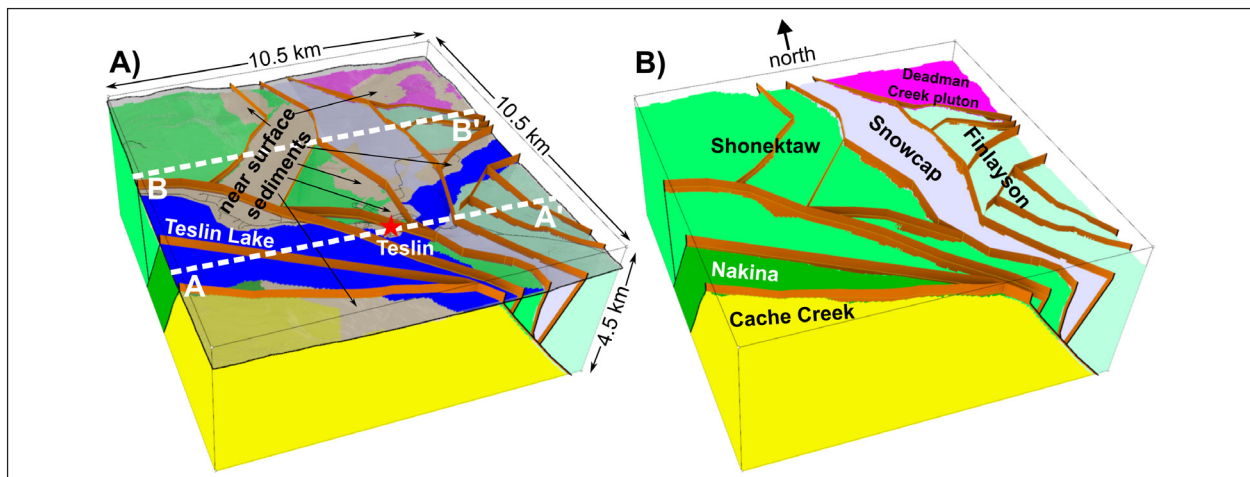 A)
10.5 km
10.5 km
4.5 km
near surface
sediments
B
B'
Teslin Lake
Teslin
A
A'
B)
north
Deadman
Creek pluton
Shonektaw
Snowcap
Finlayson
Nakina
Cache Creek